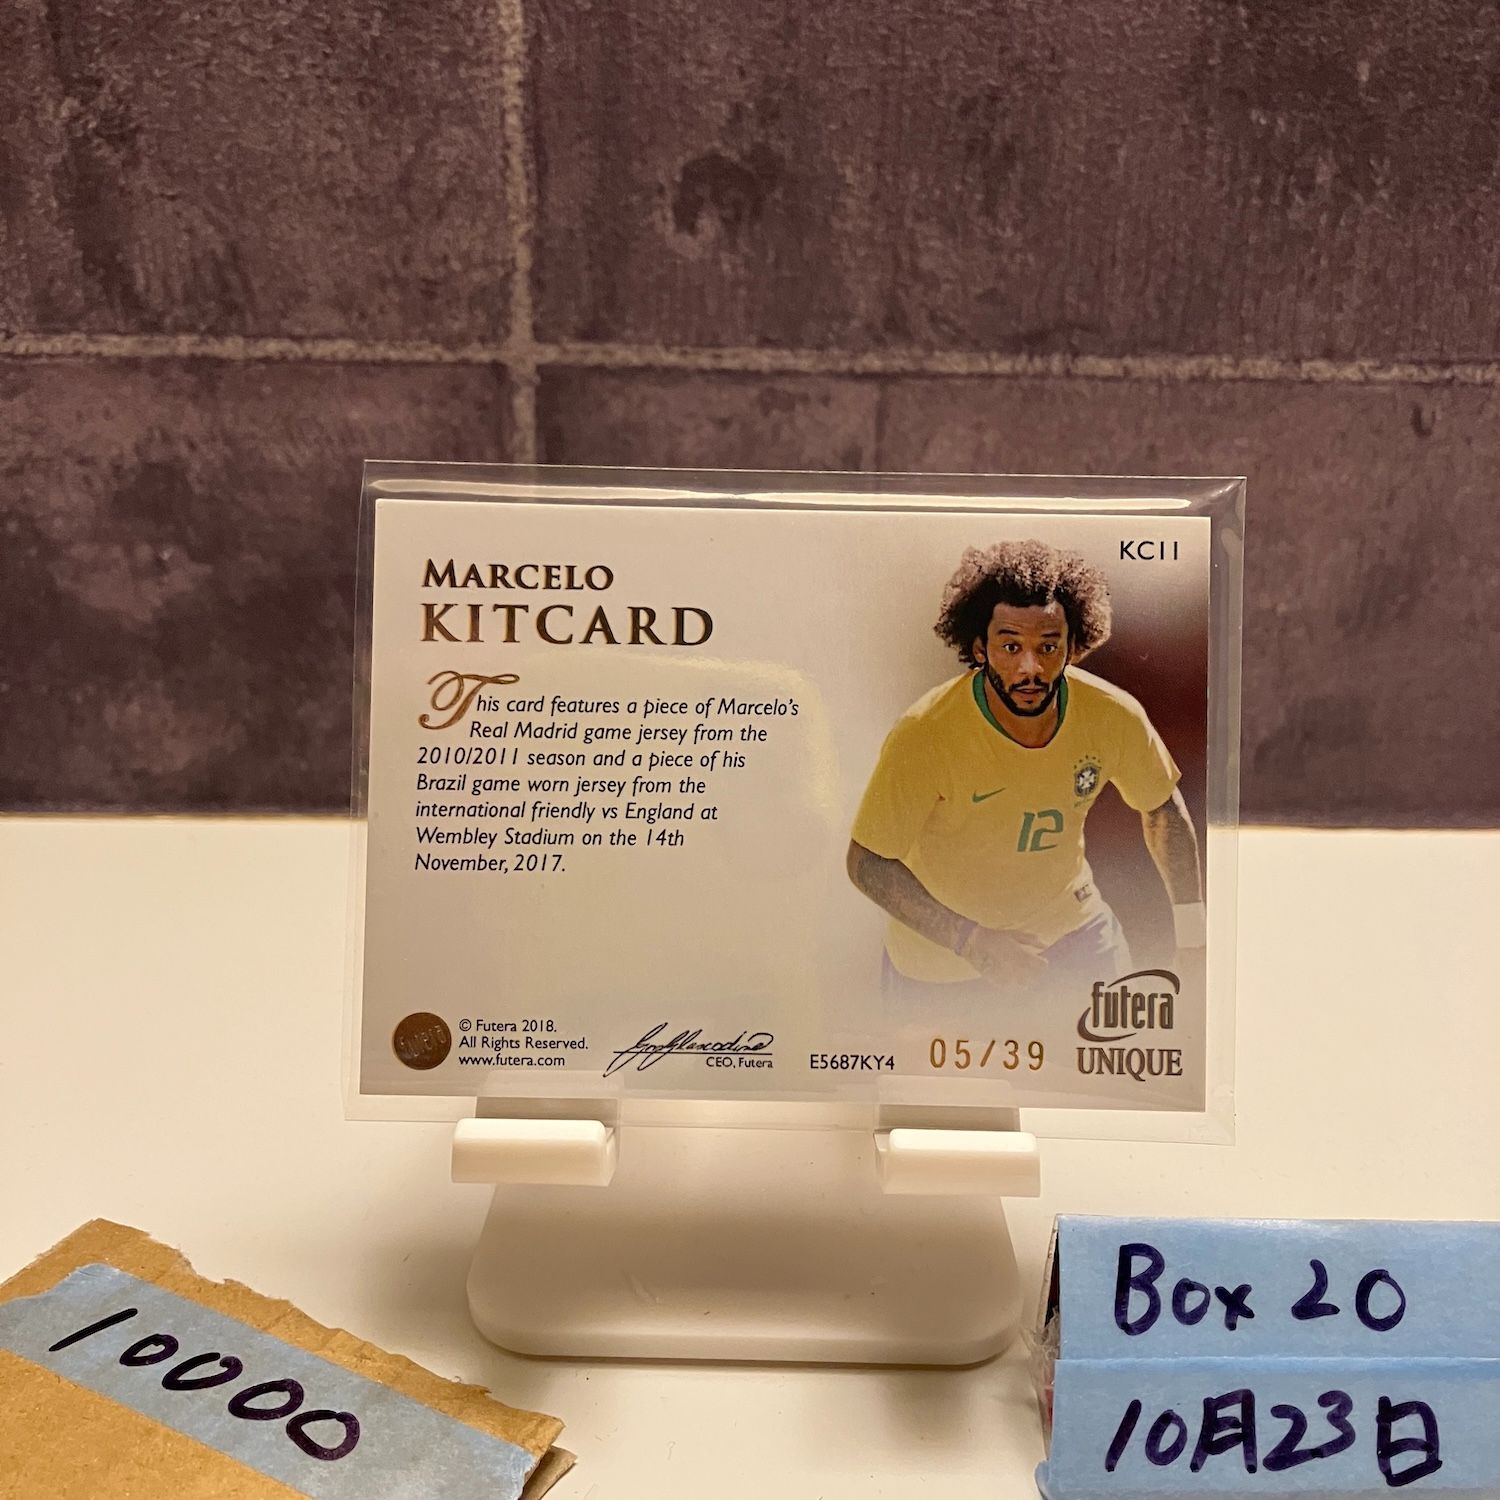 KC11
MARCELO
KITCARD
This card features a piece of Marcelo's
Real Madrid game jersey from the
2010/2011 season and a piece of his
Brazil game worn jersey from the
international friendly vs England at
Wembley Stadium on the 14th
November, 2017.
12
futera
© Futera 2018.
All Rights Reserved.
www.futera.com
CEO, Futera
E5687KY4
05/39
futera
UNIQUE
10000
Box 20
10月23日